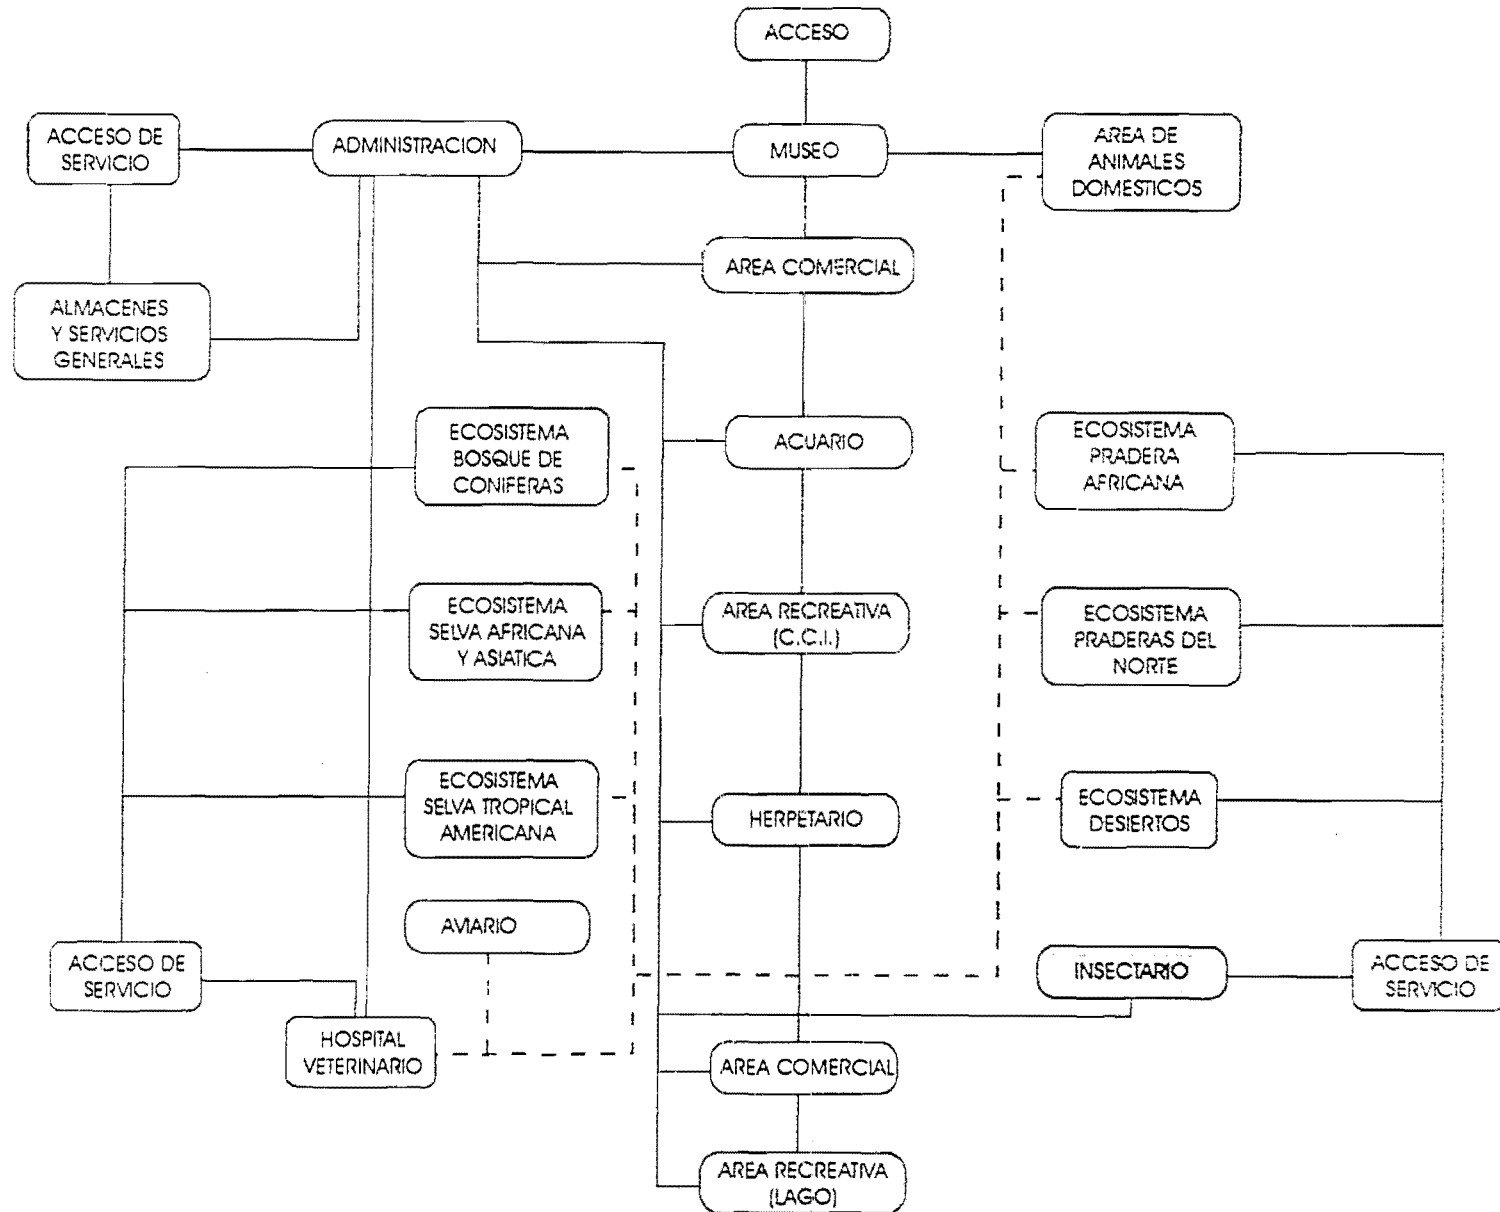 ACCESO
ACCESO DE
SERVICIO
ADMINISTRACION
MUSEO
AREA DE
ANIMALES
DOMESTICOS
AREA COMERCIAL
ALMACENES
Y SERVICIOS
GENERALES
ECOSISTEMA
BOSQUE DE
CONIFERAS
ACUARIO
ECOSISTEMA
PRADERA
AFRICANA
ECOSISTEMA
SELVA AFRICANA
Y ASIATICA
AREA RECREATIVA
(C.C.I.)
ECOSISTEMA
PRADERAS DEL
NORTE
ECOSISTEMA
SELVA TROPICAL
AMERICANA
HERPETARIO
ECOSISTEMA
DESIERTOS
AVIARIO
ACCESO DE
SERVICIO
INSECTARIO
ACCESO DE
SERVICIO
HOSPITAL
VETERINARIO
AREA COMERCIAL
AREA RECREATIVA
(LAGO)